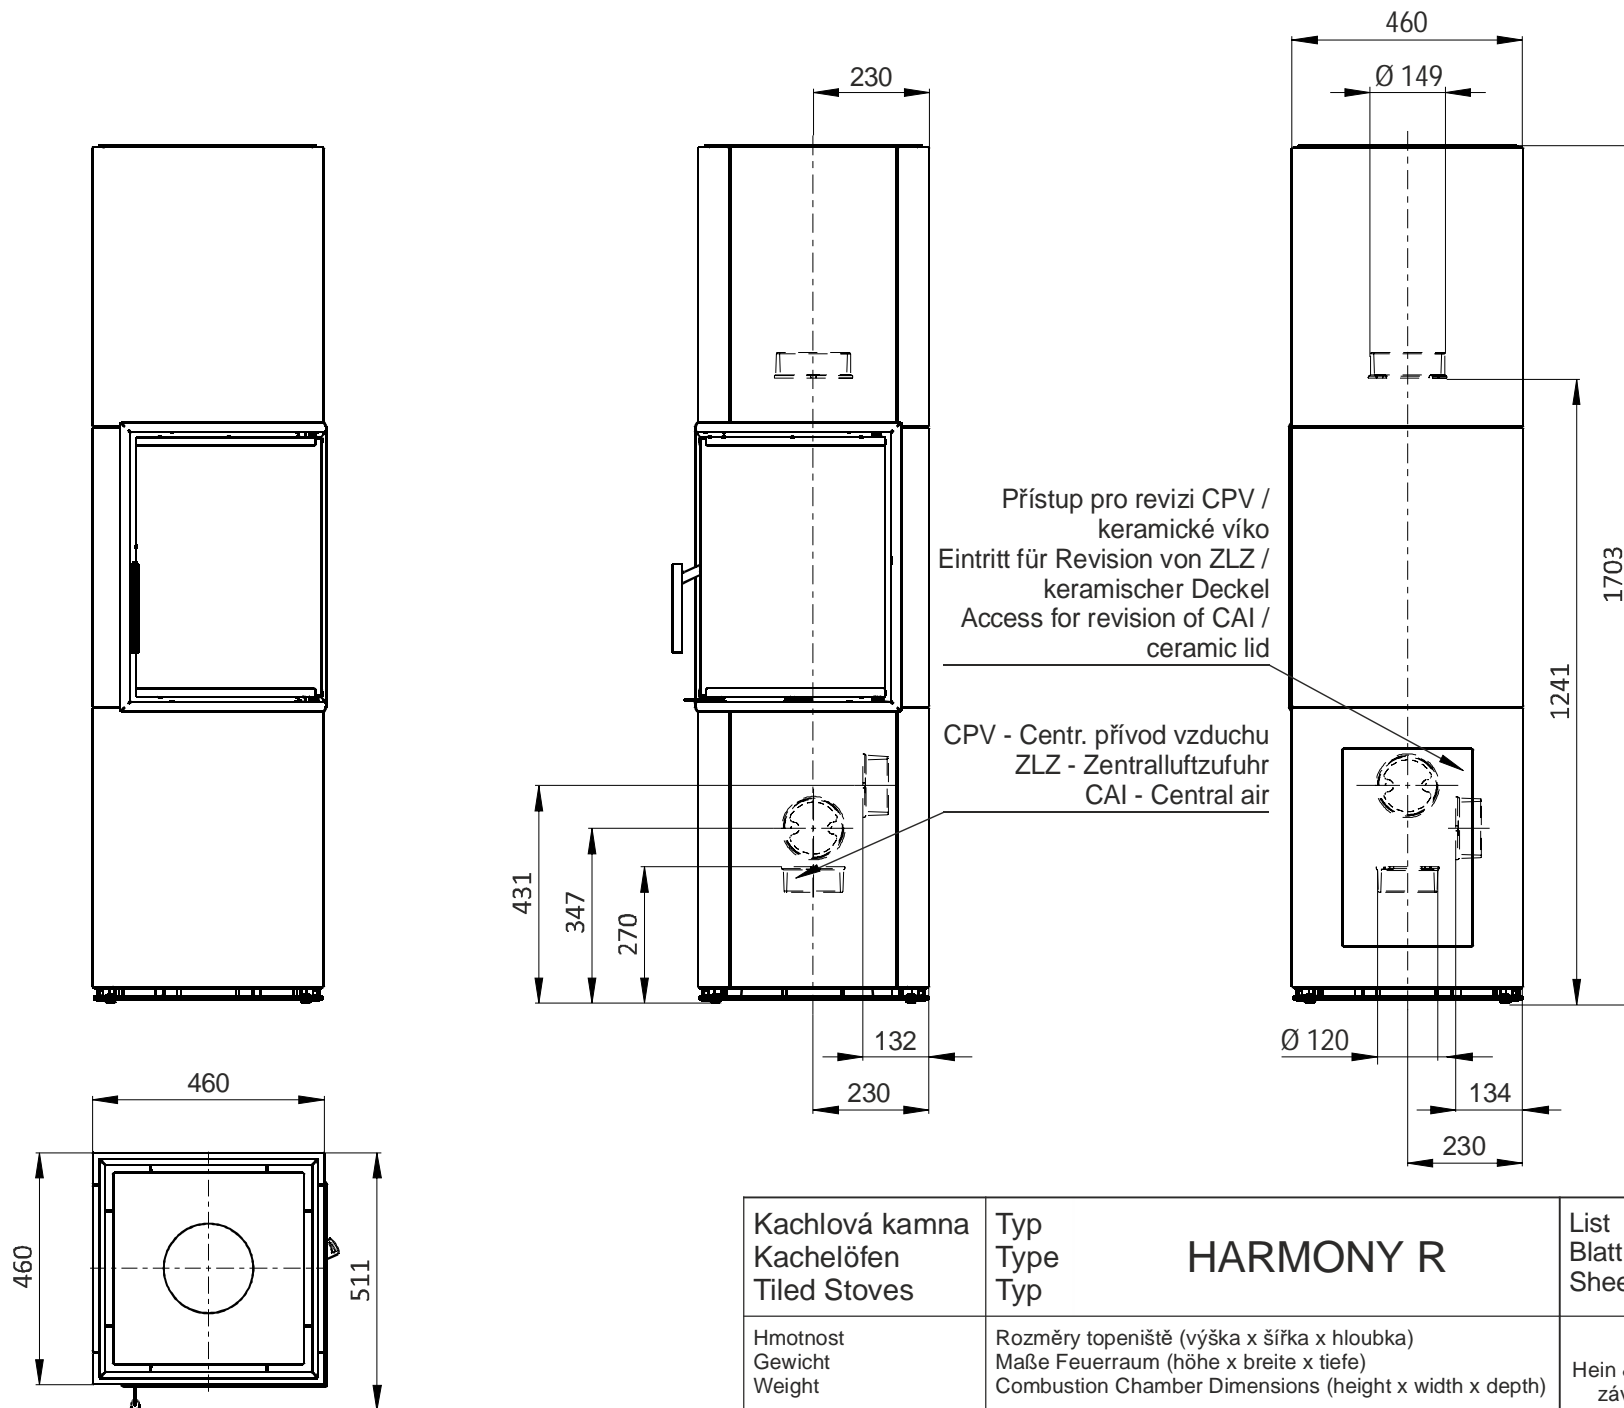 460
Ø 149
230
Přístup pro revizi CPV /
keramické víko
Eintritt für Revision von ZLZ /
keramischer Deckel
Access for revision of CAI /
ceramic lid
1703
1241
CPV - Centr. přívod vzduchu
ZLZ - Zentralluftzufuhr
CAI - Central air
431
347
270
132
230
Ø 120
134
230
460
460
511
Kachlová kamna
Kachelöfen
Tiled Stoves
Typ
Type
Typ
HARMONY R
List
Blatt
Shee
Hmotnost
Gewicht
Weight
Rozměry topeniště (výška x šířka x hloubka)
Maße Feuerraum (höhe x breite x tiefe)
Combustion Chamber Dimensions (height x width x depth)
Hein
záv